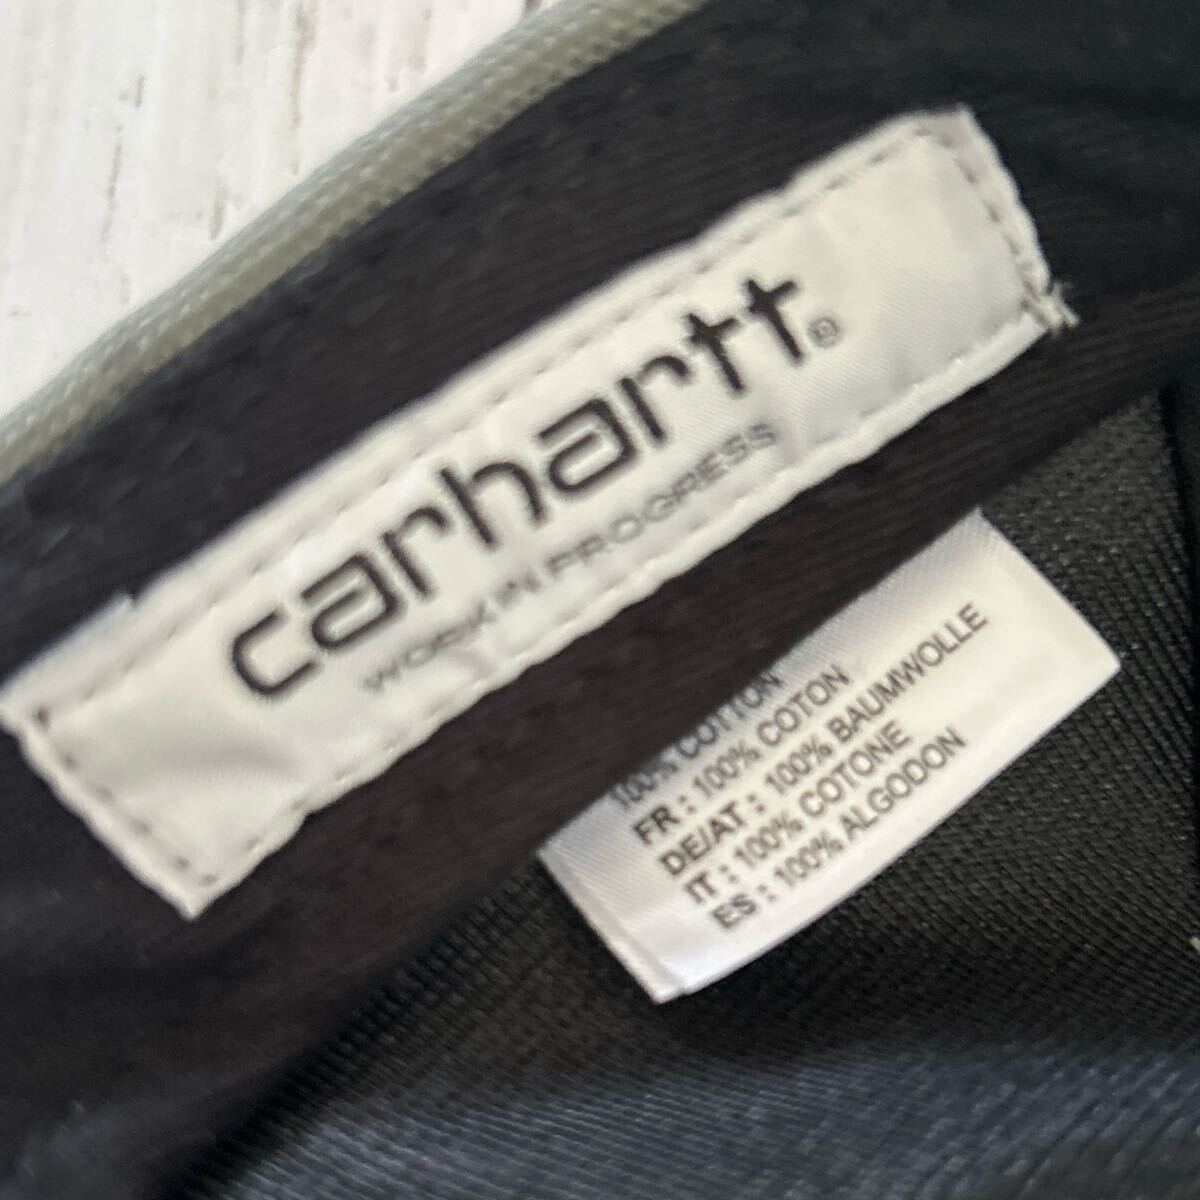 carhartt®
WORK IN PROGRESS
100% COTTON
FR : 100% COTON
DE/AT : 100% BAUMWOLLE
IT : 100% COTONE
ES : 100% ALGODON